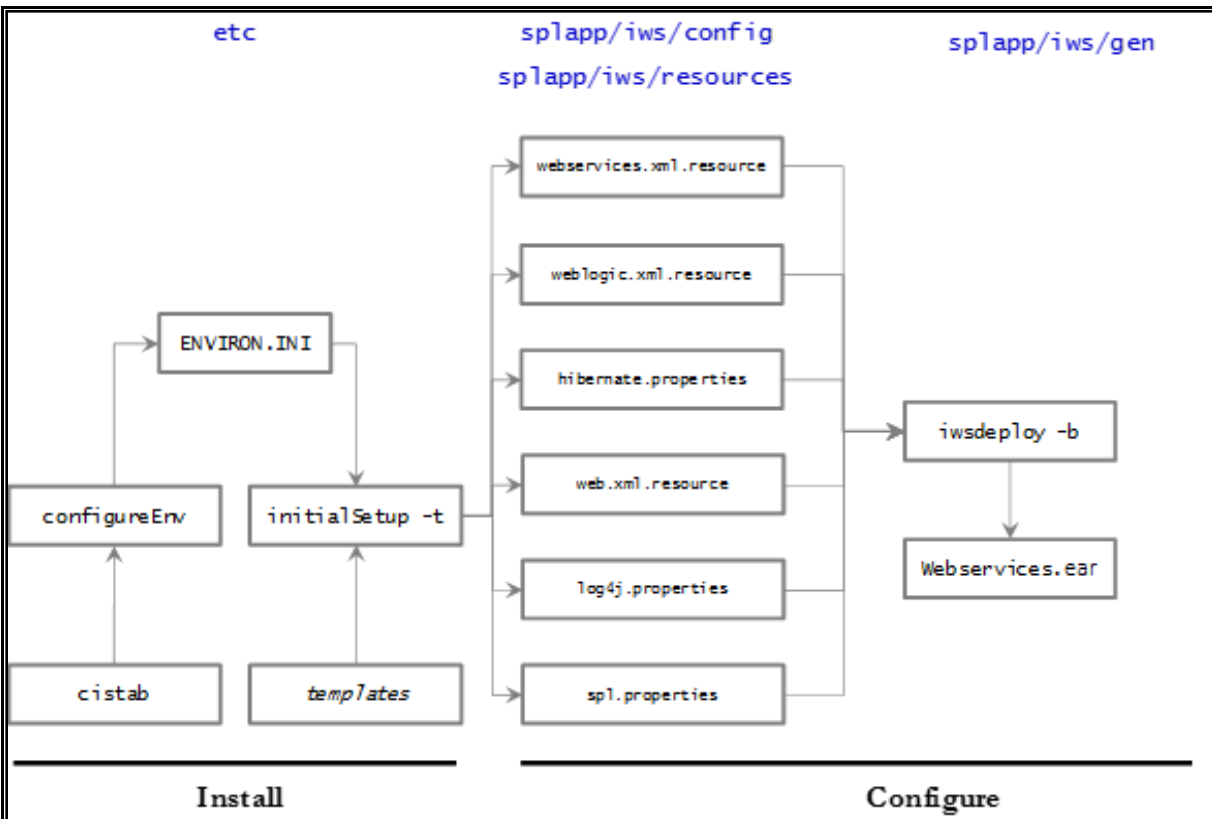 etc
splapp/iws/config
splapp/iws/resources
splapp/iws/gen
webservices.xml.resource
weblogic.xml.resource
ENVIRON.INI
hibernate.properties
iwsdeploy -b
configureEnv
initialSetup -t
web.xml.resource
Webservices.ear
log4j.properties
cistab
templates
spl.properties
Install
Configure